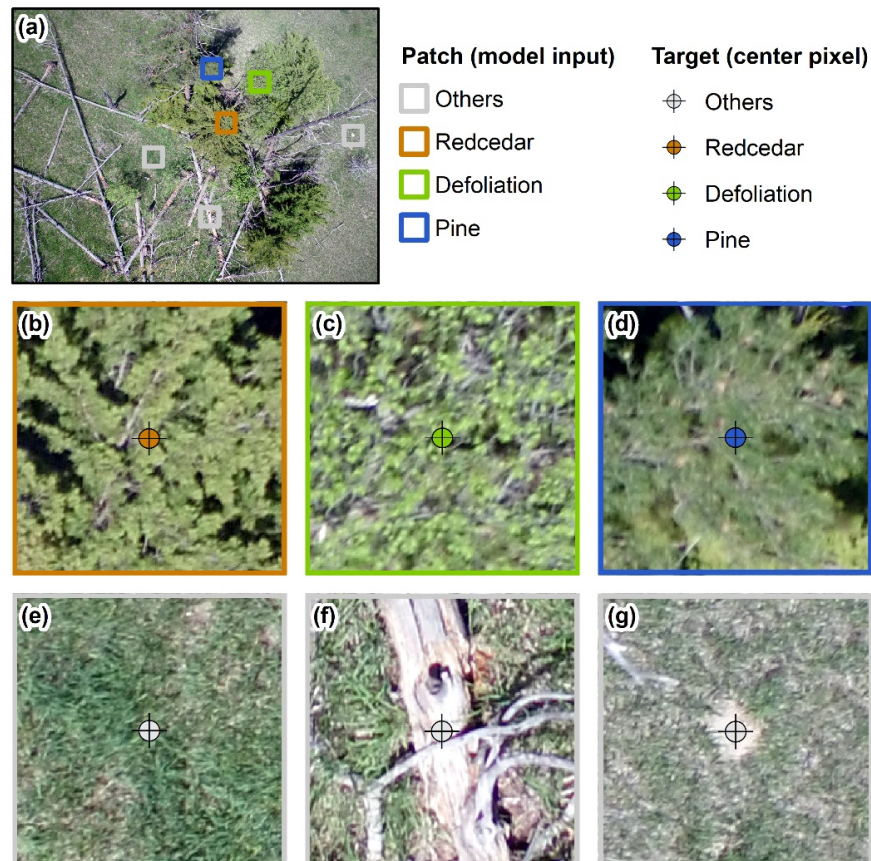 (a)
Patch (model input)
Others
Redcedar
Defoliation
Pine
Target (center pixel)
Others
Redcedar
Defoliation
Pine
(b)
(c)
(d)
(e)
(f)
(g)